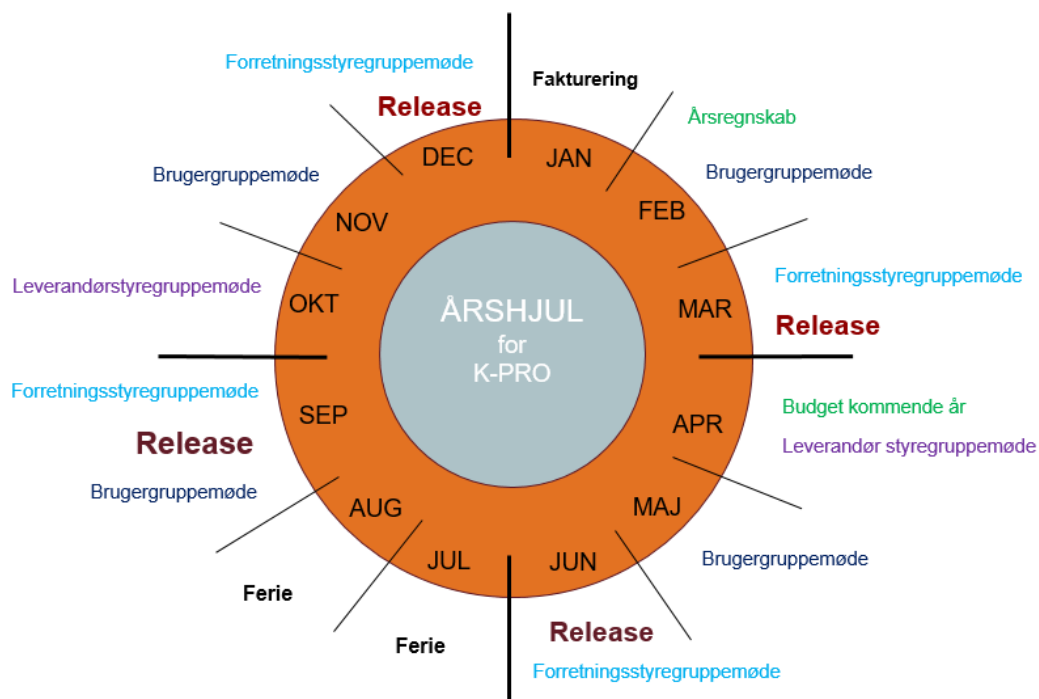 Forretningsstyregruppemøde
Fakturering
Release
Årsregnskab
DEC
JAN
Brugergruppemøde
Brugergruppemøde
NOV
FEB
Forretningsstyregruppemøde
Leverandørstyregruppemøde
OKT
MAR
Release
ÅRSHJUL
for
K-PRO
Forretningsstyregruppemøde
SEP
APR
Budget kommende år
Leverandør styregruppemøde
Release
Brugergruppemøde
AUG
MAJ
Brugergruppemøde
JUL
JUN
Ferie
Ferie
Release
Forretningsstyregruppemøde